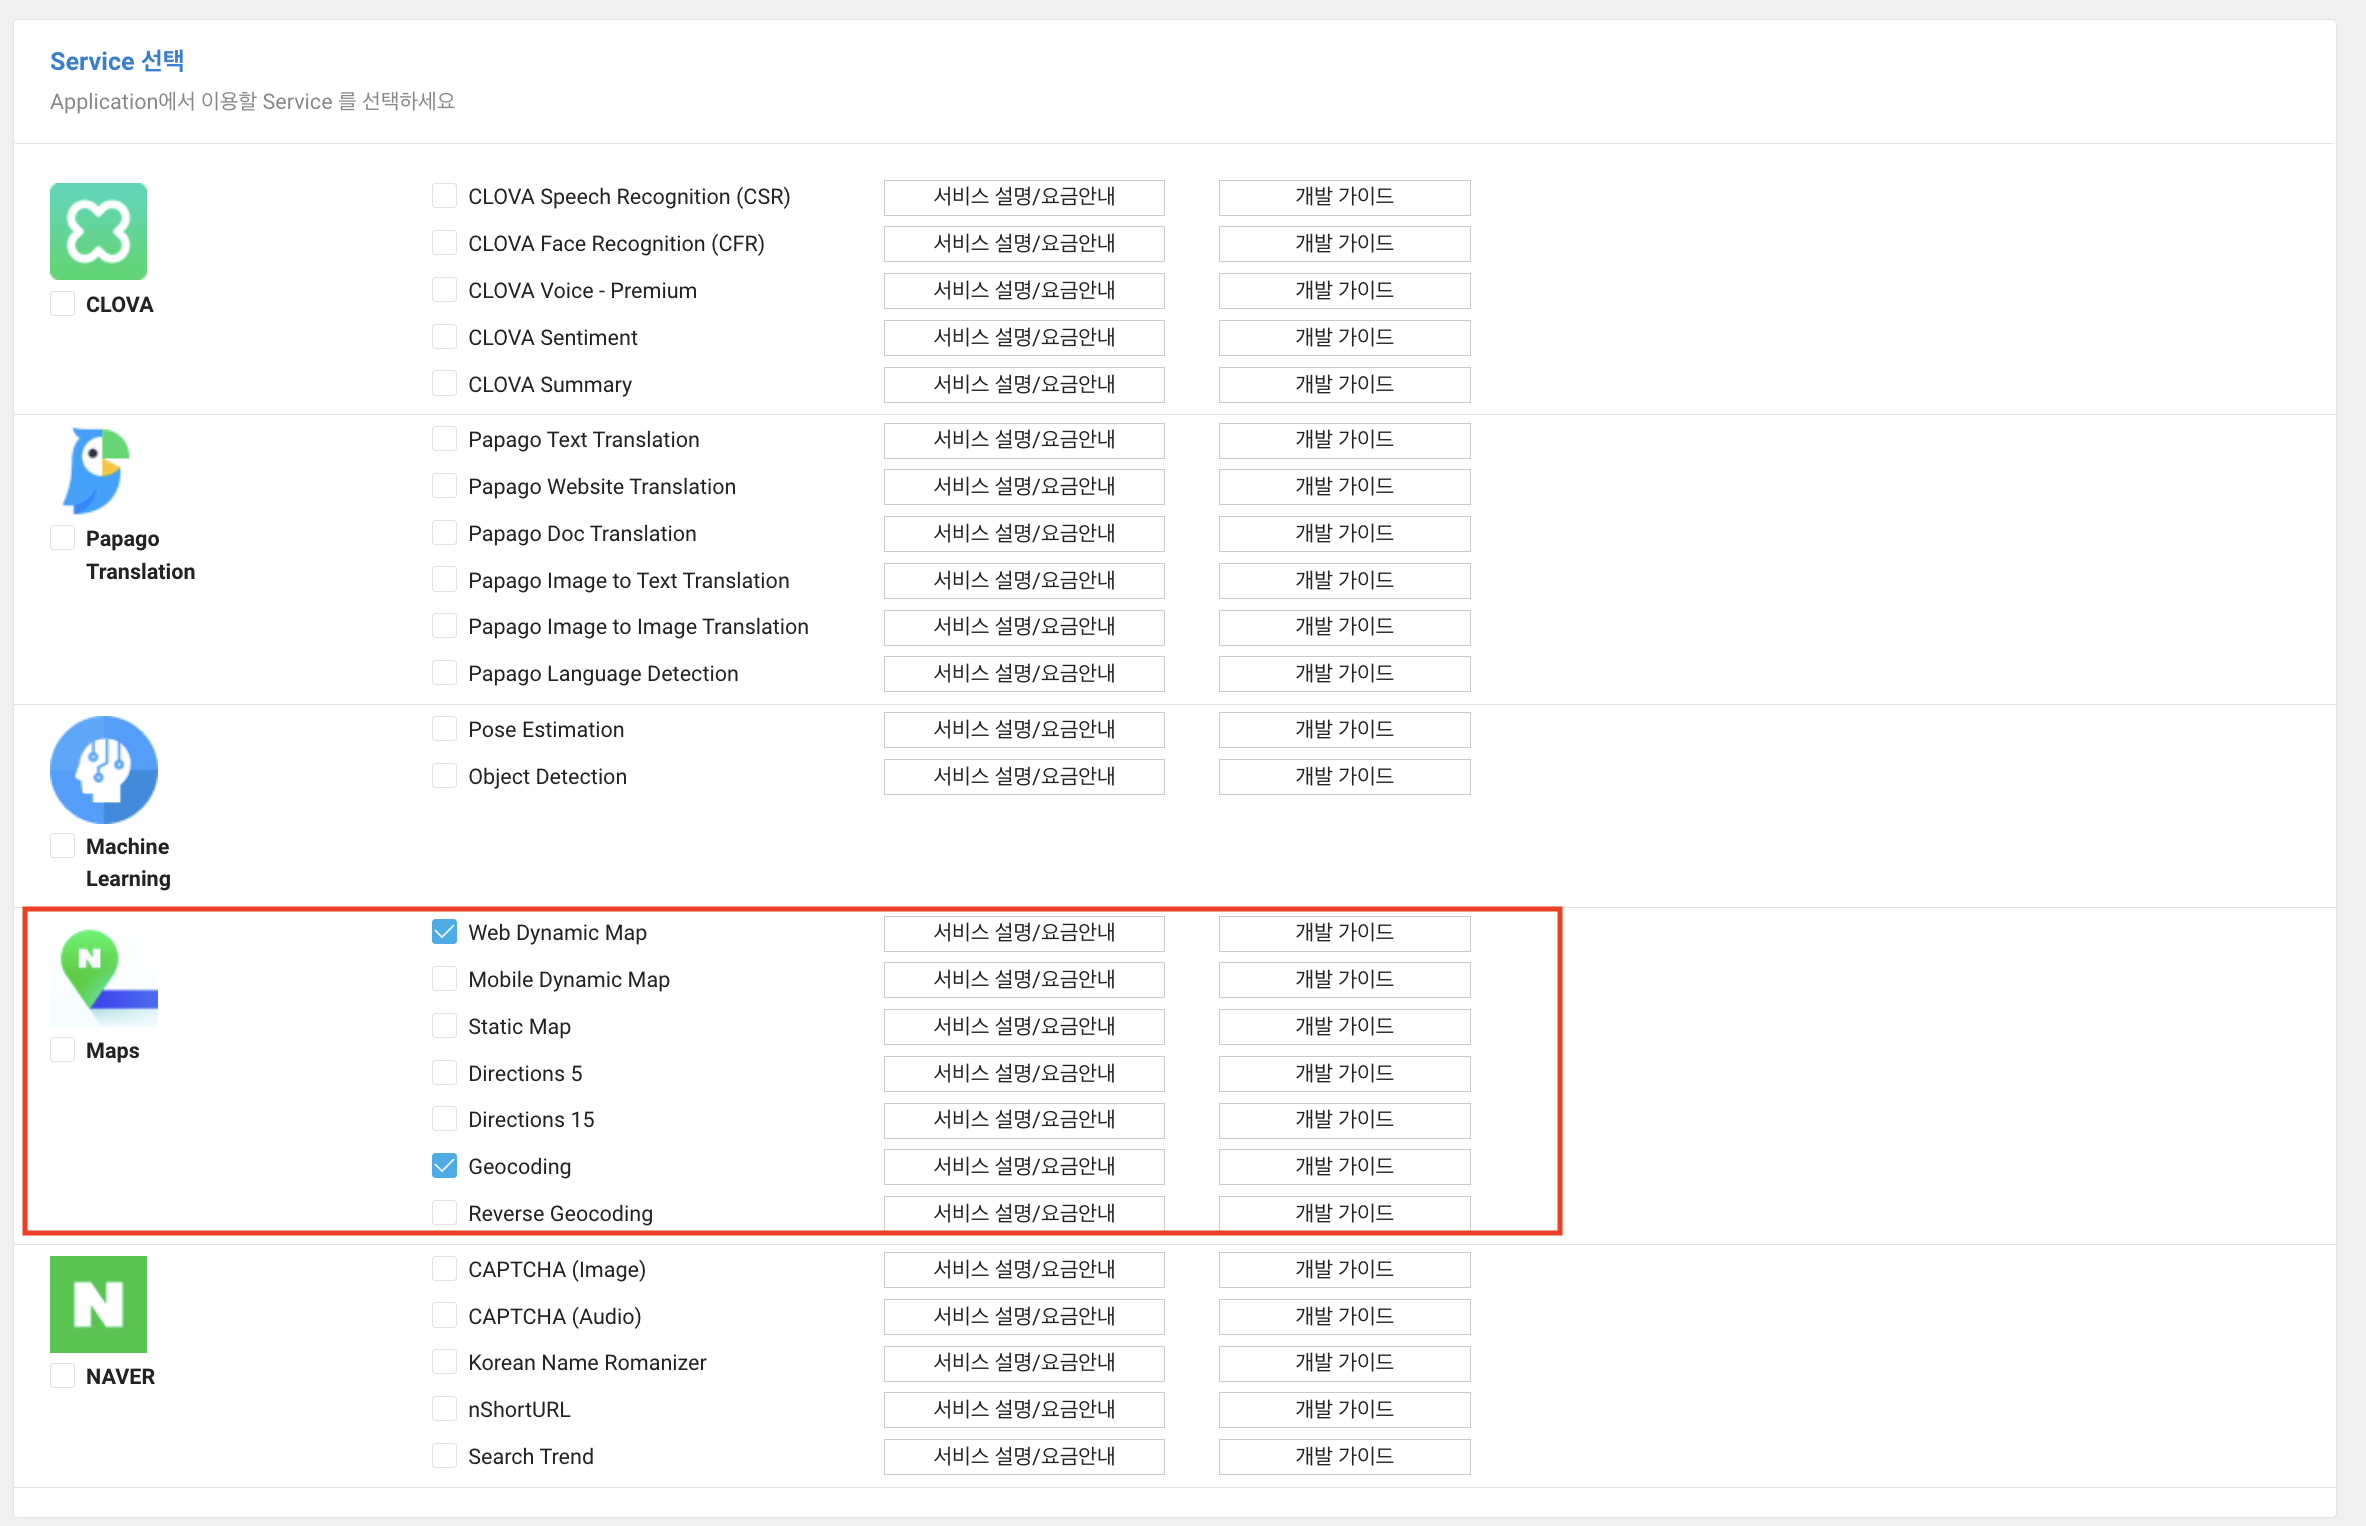 Service 선택
Application에서 이용할 Service 를 선택하세요
CLOVA
CLOVA Speech Recognition (CSR) 서비스 설명/요금안내 개발 가이드
CLOVA Face Recognition (CFR) 서비스 설명/요금안내 개발 가이드
CLOVA Voice - Premium 서비스 설명/요금안내 개발 가이드
CLOVA Sentiment 서비스 설명/요금안내 개발 가이드
CLOVA Summary 서비스 설명/요금안내 개발 가이드
Papago
Translation
Papago Text Translation 서비스 설명/요금안내 개발 가이드
Papago Website Translation 서비스 설명/요금안내 개발 가이드
Papago Doc Translation 서비스 설명/요금안내 개발 가이드
Papago Image to Text Translation 서비스 설명/요금안내 개발 가이드
Papago Image to Image Translation 서비스 설명/요금안내 개발 가이드
Papago Language Detection 서비스 설명/요금안내 개발 가이드
Machine
Learning
Pose Estimation 서비스 설명/요금안내 개발 가이드
Object Detection 서비스 설명/요금안내 개발 가이드
N
Maps
Web Dynamic Map 서비스 설명/요금안내 개발 가이드
Mobile Dynamic Map 서비스 설명/요금안내 개발 가이드
Static Map 서비스 설명/요금안내 개발 가이드
Directions 5 서비스 설명/요금안내 개발 가이드
Directions 15 서비스 설명/요금안내 개발 가이드
Geocoding 서비스 설명/요금안내 개발 가이드
Reverse Geocoding 서비스 설명/요금안내 개발 가이드
N
NAVER
CAPTCHA (Image) 서비스 설명/요금안내 개발 가이드
CAPTCHA (Audio) 서비스 설명/요금안내 개발 가이드
Korean Name Romanizer 서비스 설명/요금안내 개발 가이드
nShortURL 서비스 설명/요금안내 개발 가이드
Search Trend 서비스 설명/요금안내 개발 가이드